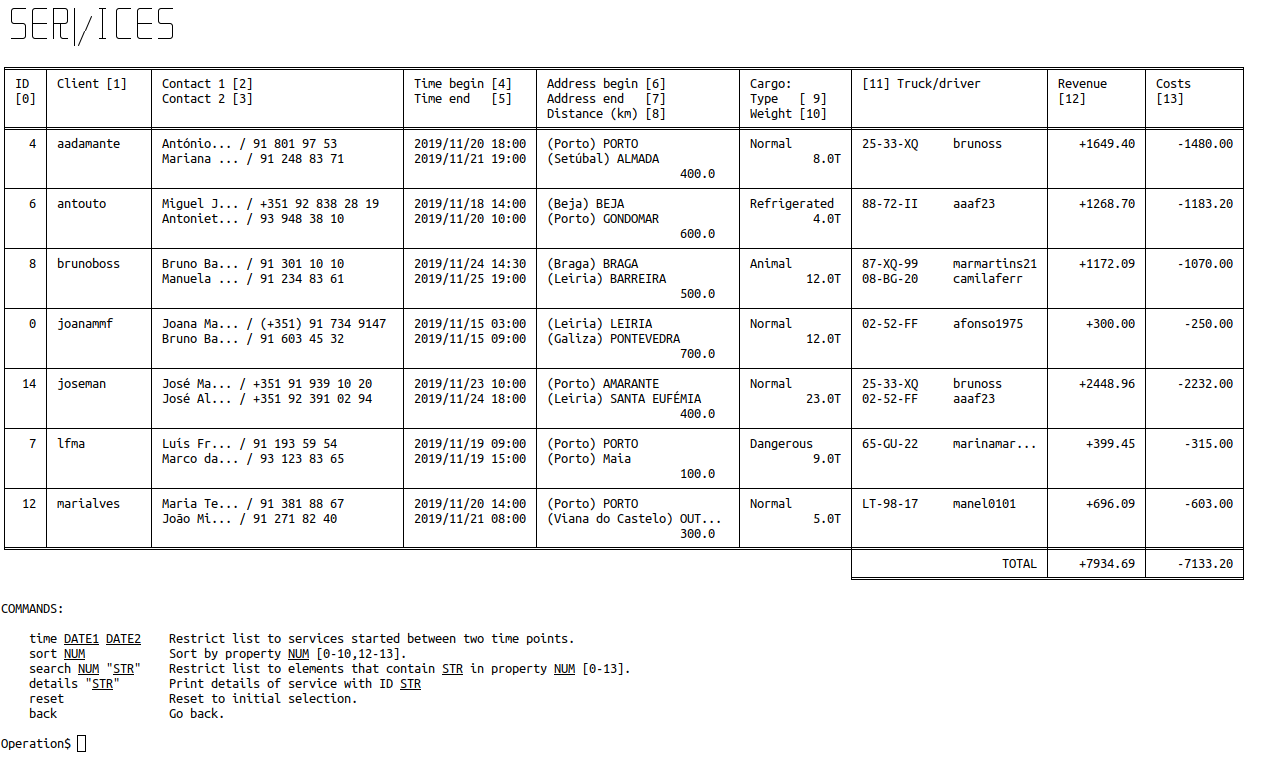 SERVICES
ID Client [1] Contact 1 [2] Time begin [4] Address begin [6] Cargo: [11] Truck/driver Revenue Costs
[0] Contact 2 [3] Time end [5] Address end [7] Type [ 9] [12] [13]
Distance (km) [8] Weight [10]
4 aadamante António... / 91 801 97 53 2019/11/20 18:00 (Porto) PORTO Normal 25-33-XQ brunoss +1649.40 -1480.00
Mariana ... / 91 248 83 71 2019/11/21 19:00 (Setúbal) ALMADA 8.0T
400.0
6 antouto Miguel J... / +351 92 838 28 19 2019/11/18 14:00 (Beja) BEJA Refrigerated 88-72-II aaaf23 +1268.70 -1183.20
Antoniet... / 93 948 38 10 2019/11/20 10:00 (Porto) GONDOMAR 4.0T
600.0
8 brunoboss Bruno Ba... / 91 301 10 10 2019/11/24 14:30 (Braga) BRAGA Animal 87-XQ-99 marmartins21 +1172.09 -1070.00
Manuela ... / 91 234 83 61 2019/11/25 19:00 (Leiria) BARREIRA 12.0T 08-BG-20 camilaferr
500.0
0 joanammf Joana Ma... / (+351) 91 734 9147 2019/11/15 03:00 (Leiria) LEIRIA Normal 02-52-FF afonso1975 +300.00 -250.00
Bruno Ba... / 91 603 45 32 2019/11/15 09:00 (Galiza) PONTEVEDRA 12.0T
700.0
14 joseman José Ma... / +351 91 939 10 20 2019/11/23 10:00 (Porto) AMARANTE Normal 25-33-XQ brunoss +2448.96 -2232.00
José Al... / +351 92 391 02 94 2019/11/24 18:00 (Leiria) SANTA EUFÉMIA 23.0T 02-52-FF aaaf23
400.0
7 lfma Luís Fr... / 91 193 59 54 2019/11/19 09:00 (Porto) PORTO Dangerous 65-GU-22 marinamar... +399.45 -315.00
Marco da... / 93 123 83 65 2019/11/19 15:00 (Porto) Maia 9.0T
100.0
12 marialves Maria Te... / 91 381 88 67 2019/11/20 14:00 (Porto) PORTO Normal LT-98-17 manel0101 +696.09 -603.00
João Mi... / 91 271 82 40 2019/11/21 08:00 (Viana do Castelo) OUT... 5.0T
300.0
TOTAL +7934.69 -7133.20
COMMANDS:
time DATE1 DATE2 Restrict list to services started between two time points.
sort NUM Sort by property NUM [0-10,12-13].
search NUM "STR" Restrict list to elements that contain STR in property NUM [0-13].
details "STR" Print details of service with ID STR
reset Reset to initial selection.
back Go back.
Operation$